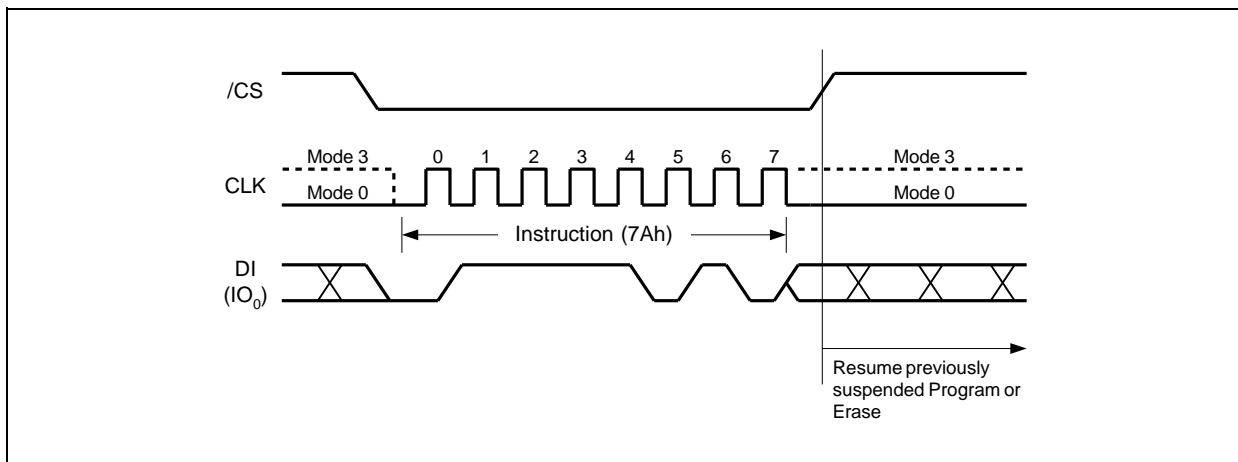 /CS
Mode 3
0 1 2 3 4 5 6 7
Mode 3
CLK
Mode 0
Mode 0
Instruction (7Ah)
DI
(IO₀)
Resume previously
suspended Program or
Erase